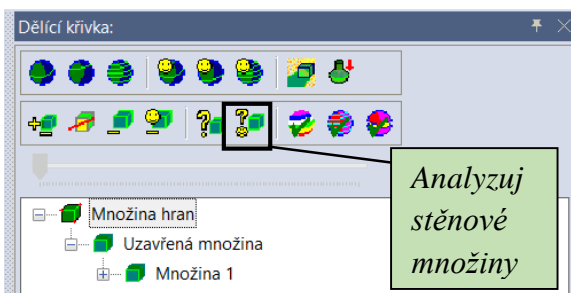 Dělící křivka:
Analyzuj
stěnové
množiny
Množina hran
Uzavřená množina
Množina 1